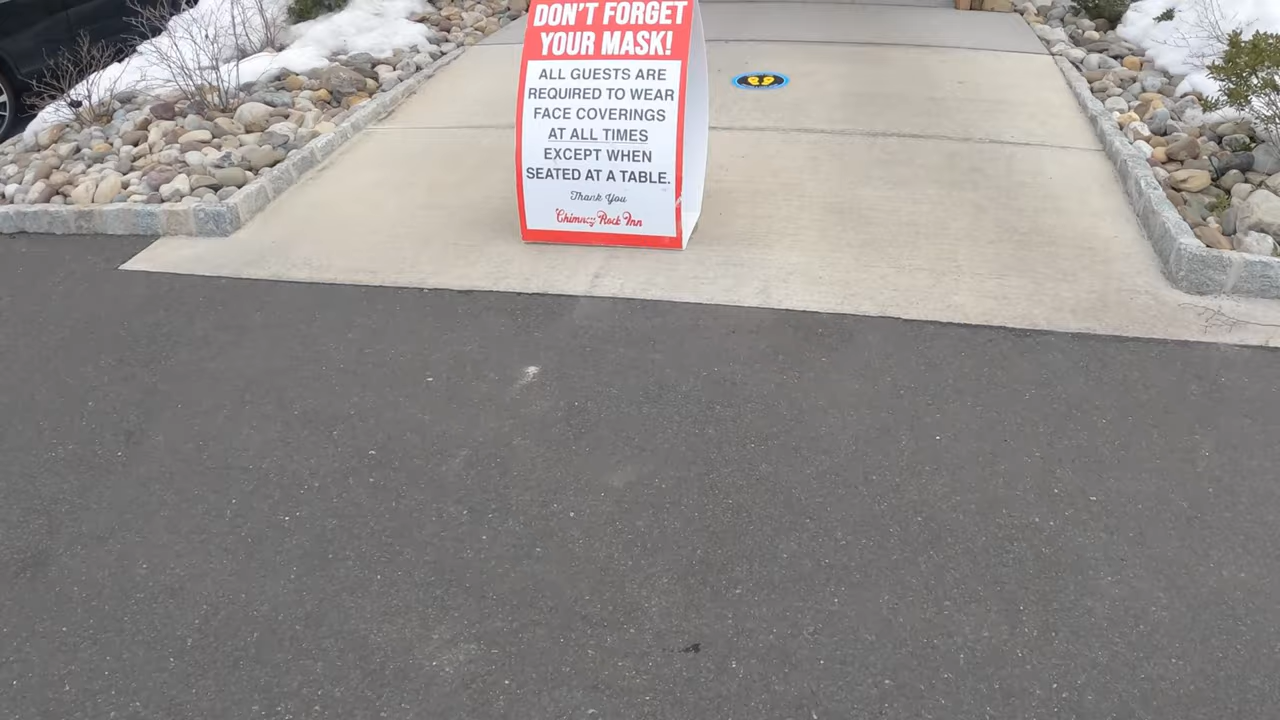 DON'T FORGET
YOUR MASK!
ALL GUESTS ARE
REQUIRED TO WEAR
FACE COVERINGS
AT ALL TIMES
EXCEPT WHEN
SEATED AT A TABLE.
Thank You
Chimney Rock Inn